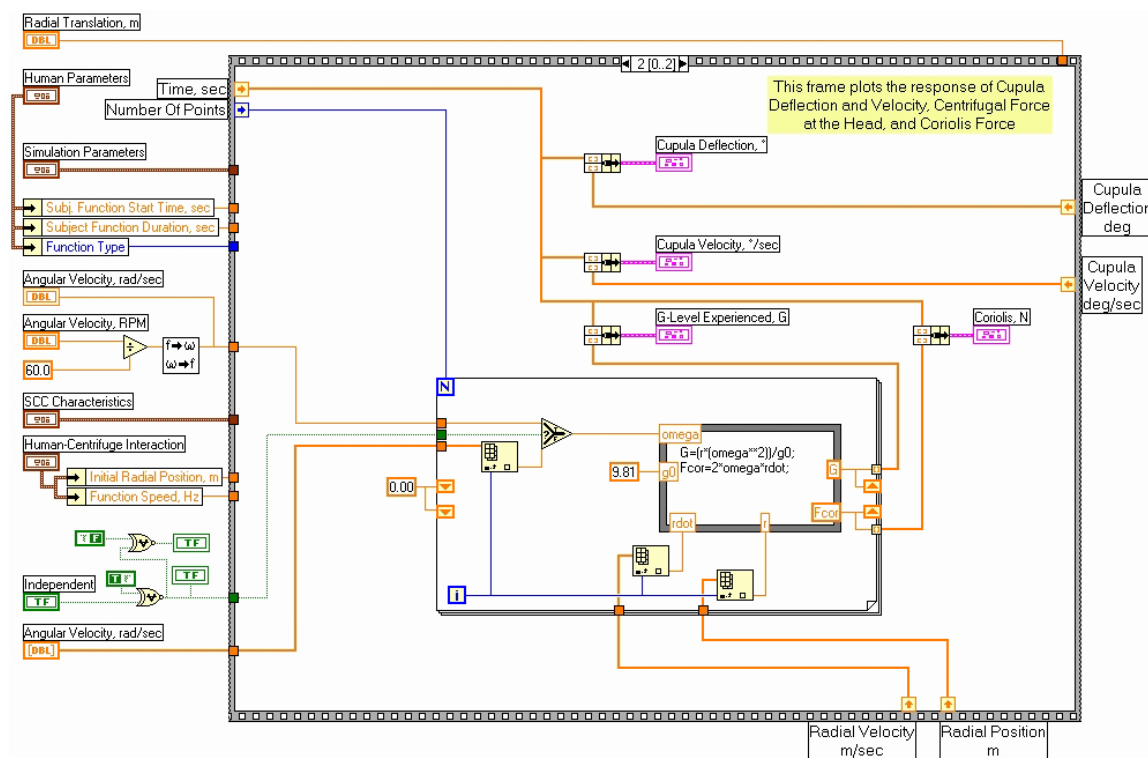 Radial Translation, m
DBL
2 [0..2]
Human Parameters
Time, sec
Number Of Points
This frame plots the response of Cupula
Deflection and Velocity, Centrifugal Force
at the Head, and Coriolis Force
Simulation Parameters
Cupula Deflection, °
Subj. Function Start Time, sec
Subject Function Duration, sec
Function Type
Cupula
Deflection
deg
Cupula Velocity, °/sec
Cupula
Velocity
deg/sec
Angular Velocity, rad/sec
DBL
Angular Velocity, RPM
DBL
60.0
f→ω
ω→f
G-Level Experienced, G
Coriolis, N
SCC Characteristics
N
Human-Centrifuge Interaction
Initial Radial Position, m
Function Speed, Hz
omega
G=(r*(omega**2))/g0;
Fcor=2*omega*rdot;
9.81
g0
G
0.00
Fcor
rdot
r
F
TF
TF
Independent
T
TF
i
Angular Velocity, rad/sec
[DBL]
Radial Velocity
m/sec
Radial Position
m